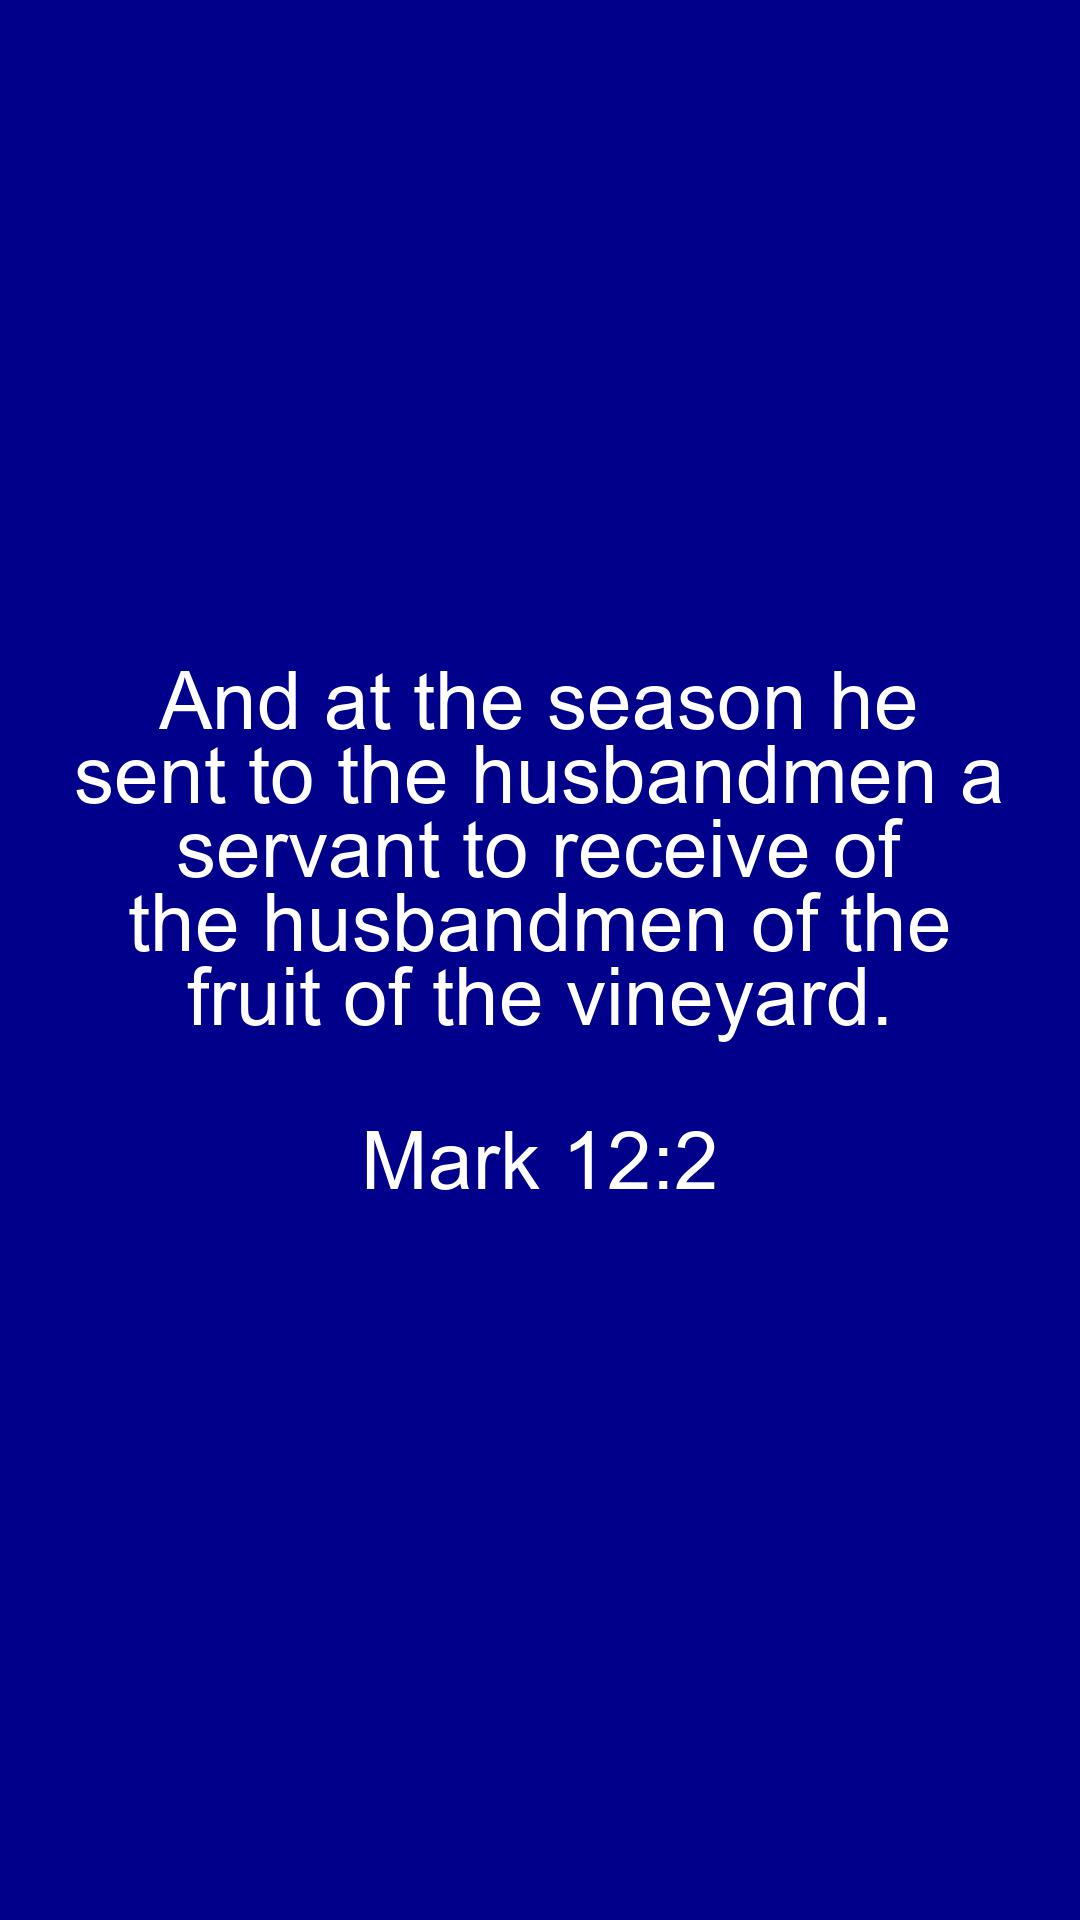 And at the season he
sent to the husbandmen a
servant to receive of
the husbandmen of the
fruit of the vineyard.
Mark 12:2